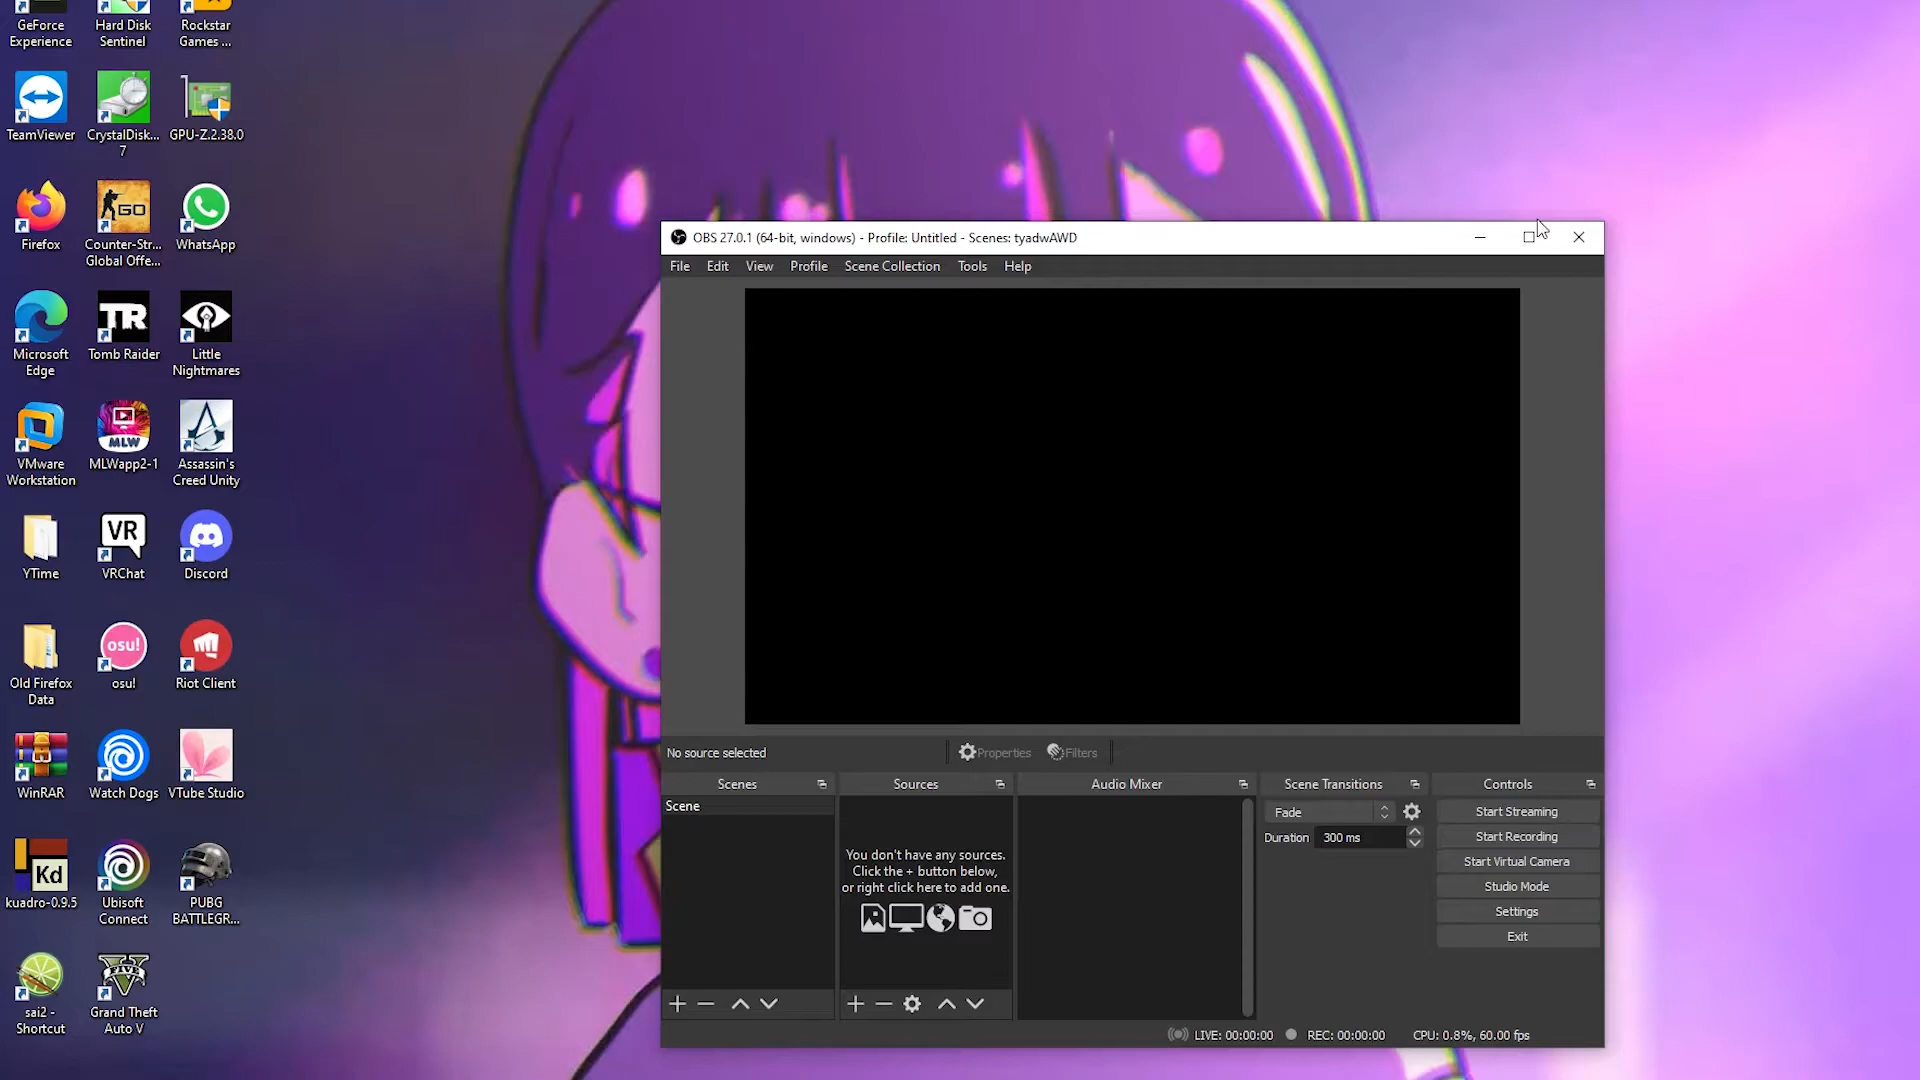 GeForce
Experience
Hard Disk
Sentinel
Rockstar
Games ...
TeamViewer
CrystalDisk...
7
GPU-Z.2.38.0
Firefox
GO
Counter-Str...
Global Offe...
WhatsApp
Microsoft
Edge
TR
Tomb Raider
Little
Nightmares
VMware
Workstation
MLW
MLWapp2-1
Assassin's
Creed Unity
YTime
VR
VRChat
Discord
Old Firefox
Data
osu!
osu!
Riot Client
WinRAR
Watch Dogs
VTube Studio
Kd
kuadro-0.9.5
Ubisoft
Connect
PUBG
BATTLEGR...
sai2 -
Shortcut
FIVE
Grand Theft
Auto V
OBS 27.0.1 (64-bit, windows) - Profile: Untitled - Scenes: tyadwAWD
File Edit View Profile Scene Collection Tools Help
No source selected
Properties
Filters
Scenes
Scene
Sources
You don't have any sources.
Click the + button below,
or right click here to add one.
Audio Mixer
Scene Transitions
Fade
Duration 300 ms
Controls
Start Streaming
Start Recording
Start Virtual Camera
Studio Mode
Settings
Exit
LIVE: 00:00:00 REC: 00:00:00 CPU: 0.8%, 60.00 fps